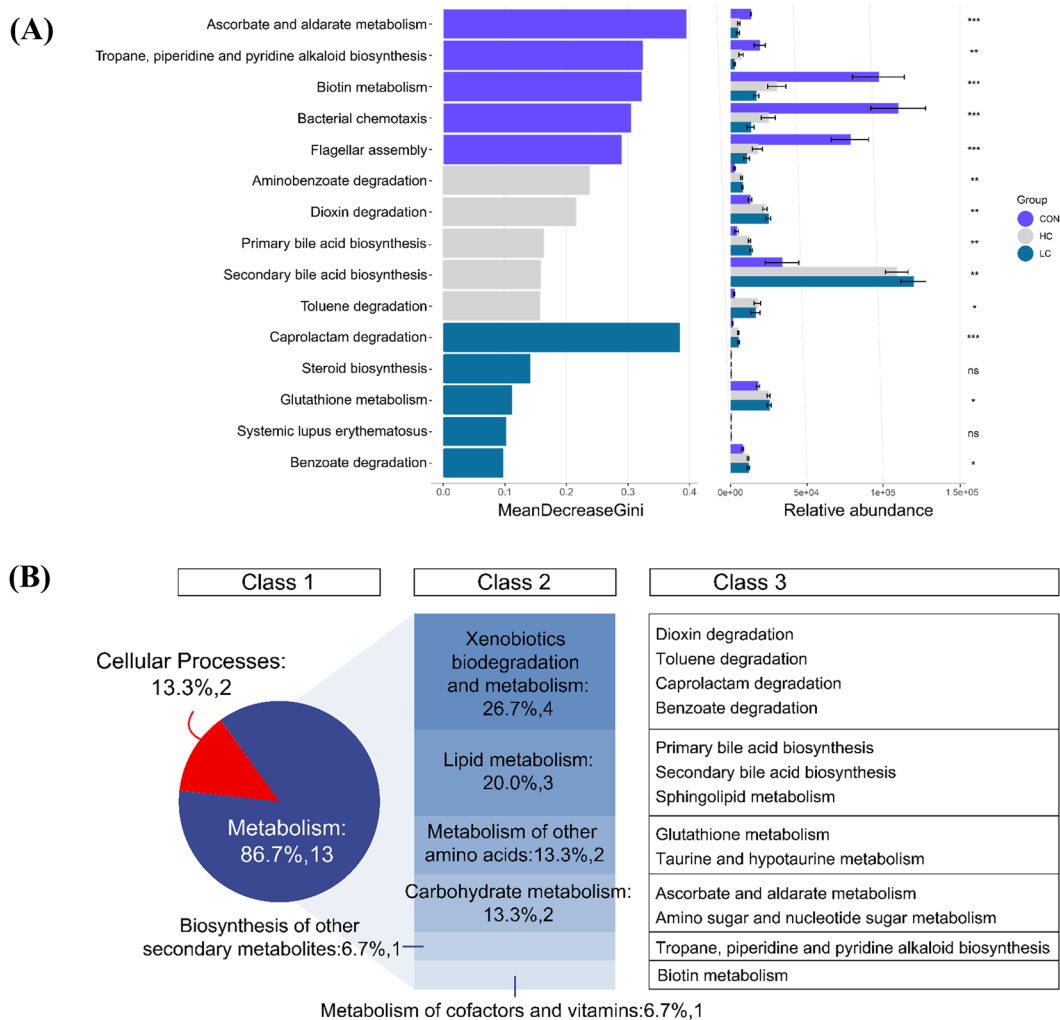 (A)
Ascorbate and aldarate metabolism
Tropane, piperidine and pyridine alkaloid biosynthesis
Biotin metabolism
Bacterial chemotaxis
Flagellar assembly
Aminobenzoate degradation
Dioxin degradation
Primary bile acid biosynthesis
Secondary bile acid biosynthesis
Toluene degradation
Caprolactam degradation
Steroid biosynthesis
Glutathione metabolism
Systemic lupus erythematosus
Benzoate degradation
0.0 0.1 0.2 0.3 0.4
MeanDecreaseGini
***
**
***
***
***
**
**
**
**
*
***
ns
*
ns
*
0e+00 5e+04 1e+05 1.5e+05
Relative abundance
Group
CON
HC
LC
(B)
Class 1
Cellular Processes:
13.3%,2
Metabolism:
86.7%,13
Biosynthesis of other
secondary metabolites:6.7%,1
Class 2
Xenobiotics
biodegradation
and metabolism:
26.7%,4
Lipid metabolism:
20.0%,3
Metabolism of other
amino acids:13.3%,2
Carbohydrate metabolism:
13.3%,2
Metabolism of cofactors and vitamins:6.7%,1
Class 3
Dioxin degradation
Toluene degradation
Caprolactam degradation
Benzoate degradation
Primary bile acid biosynthesis
Secondary bile acid biosynthesis
Sphingolipid metabolism
Glutathione metabolism
Taurine and hypotaurine metabolism
Ascorbate and aldarate metabolism
Amino sugar and nucleotide sugar metabolism
Tropane, piperidine and pyridine alkaloid biosynthesis
Biotin metabolism